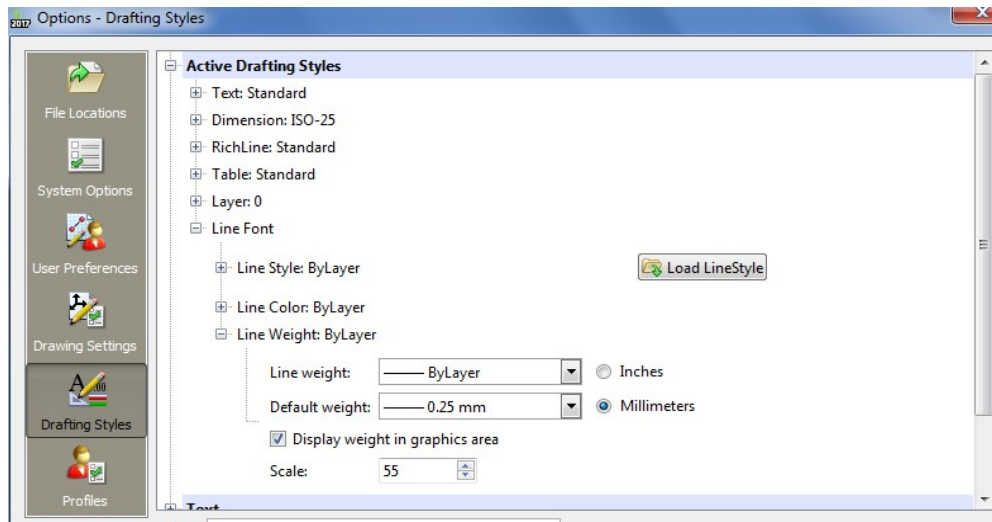 2017 Options - Drafting Styles
File Locations
System Options
User Preferences
Drawing Settings
Drafting Styles
Profiles
Active Drafting Styles
Text: Standard
Dimension: ISO-25
RichLine: Standard
Table: Standard
Layer: 0
Line Font
Line Style: ByLayer
Load LineStyle
Line Color: ByLayer
Line Weight: ByLayer
Line weight: ByLayer Inches
Default weight: 0.25 mm Millimeters
Display weight in graphics area
Scale: 55
Text